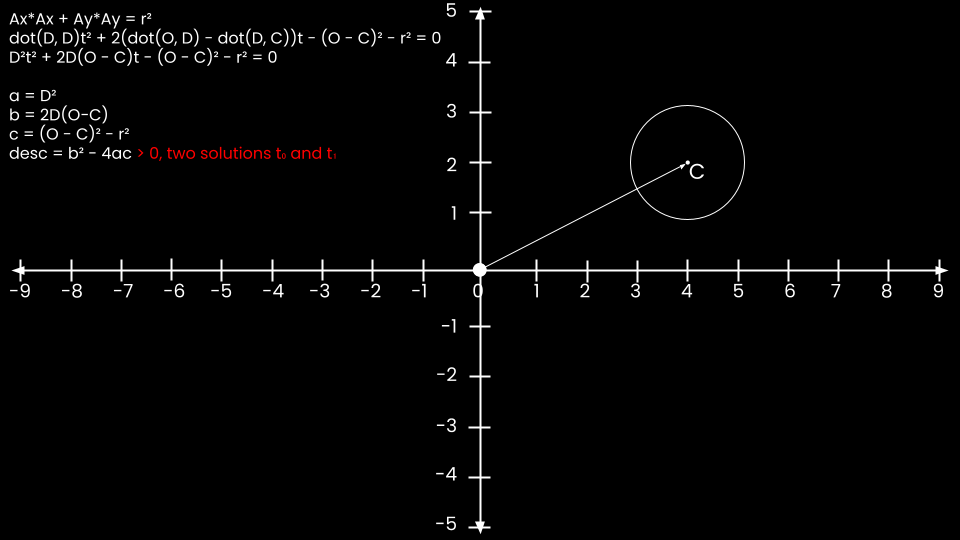 Ax*Ax + Ay*Ay = r²
dot(D, D)t² + 2(dot(O, D) - dot(D, C))t - (O - C)² - r² = 0
D²t² + 2D(O - C)t - (O - C)² - r² = 0
a = D²
b = 2D(O-C)
c = (O - C)² - r²
desc = b² - 4ac > 0, two solutions t₀ and t₁
5
4
3
2
1
C
-9 -8 -7 -6 -5 -4 -3 -2 -1 0 1 2 3 4 5 6 7 8 9
-1
-2
-3
-4
-5